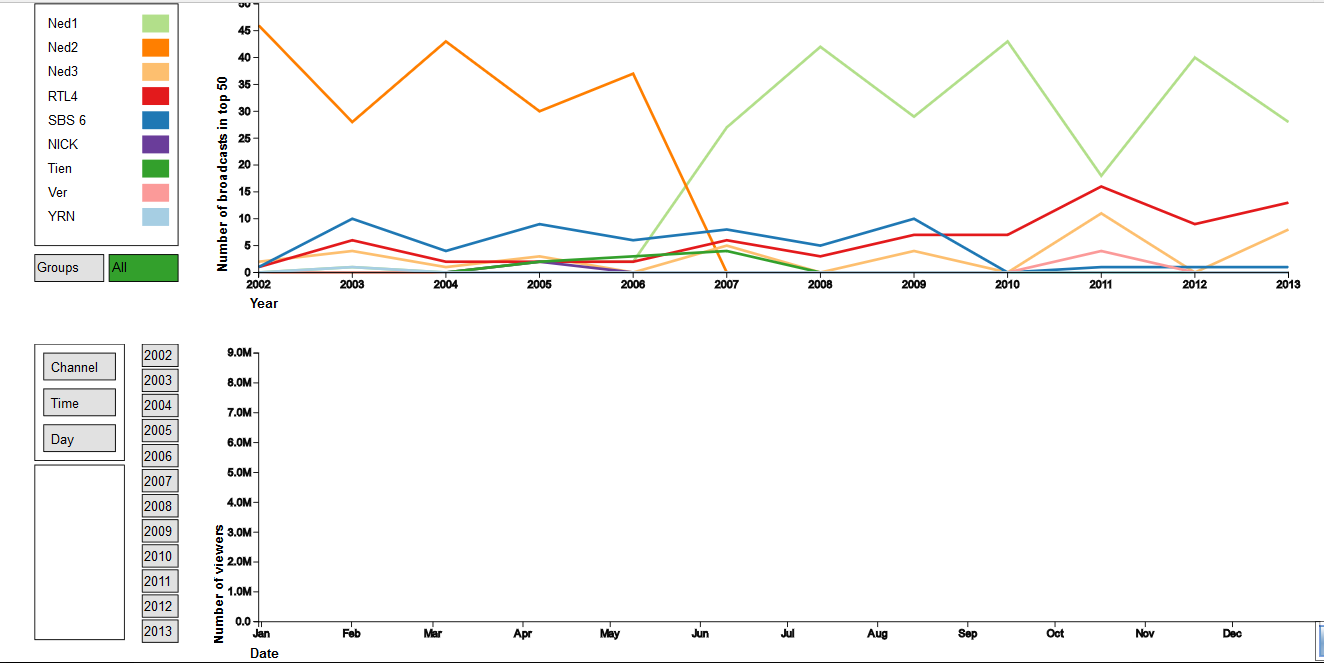 Ned1
Ned2
Ned3
RTL4
SBS 6
NICK
Tien
Ver
YRN
Groups All
Number of broadcasts in top 50
50
45
40
35
30
25
20
15
10
5
0
2002 2003 2004 2005 2006 2007 2008 2009 2010 2011 2012 2013
Year
Channel
Time
Day
2002
2003
2004
2005
2006
2007
2008
2009
2010
2011
2012
2013
Number of viewers
9.0M
8.0M
7.0M
6.0M
5.0M
4.0M
3.0M
2.0M
1.0M
0.0
Jan Feb Mar Apr May Jun Jul Aug Sep Oct Nov Dec
Date